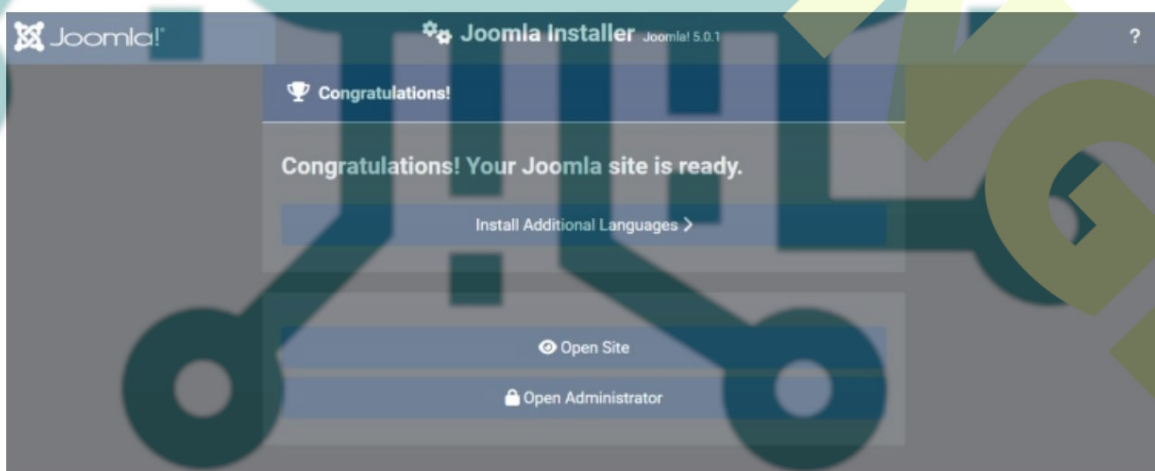 Joomla!
Joomla Installer Joomla! 5.0.1
?
Congratulations!
Congratulations! Your Joomla site is ready.
Install Additional Languages >
Open Site
Open Administrator